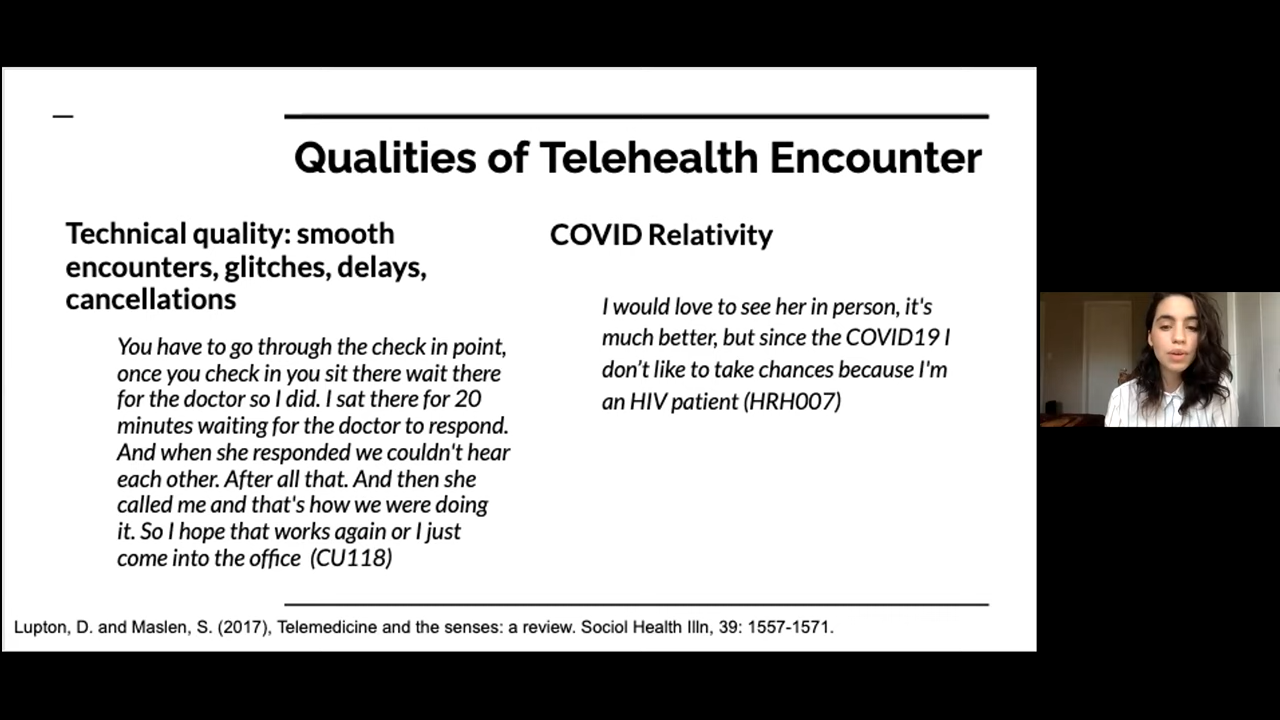 Qualities of Telehealth Encounter
Technical quality: smooth
encounters, glitches, delays,
cancellations
You have to go through the check in point,
once you check in you sit there wait there
for the doctor so I did. I sat there for 20
minutes waiting for the doctor to respond.
And when she responded we couldn't hear
each other. After all that. And then she
called me and that's how we were doing
it. So I hope that works again or I just
come into the office (CU118)
COVID Relativity
I would love to see her in person, it's
much better, but since the COVID19 I
don’t like to take chances because I'm
an HIV patient (HRH007)
Lupton, D. and Maslen, S. (2017), Telemedicine and the senses: a review. Sociol Health Illn, 39: 1557-1571.